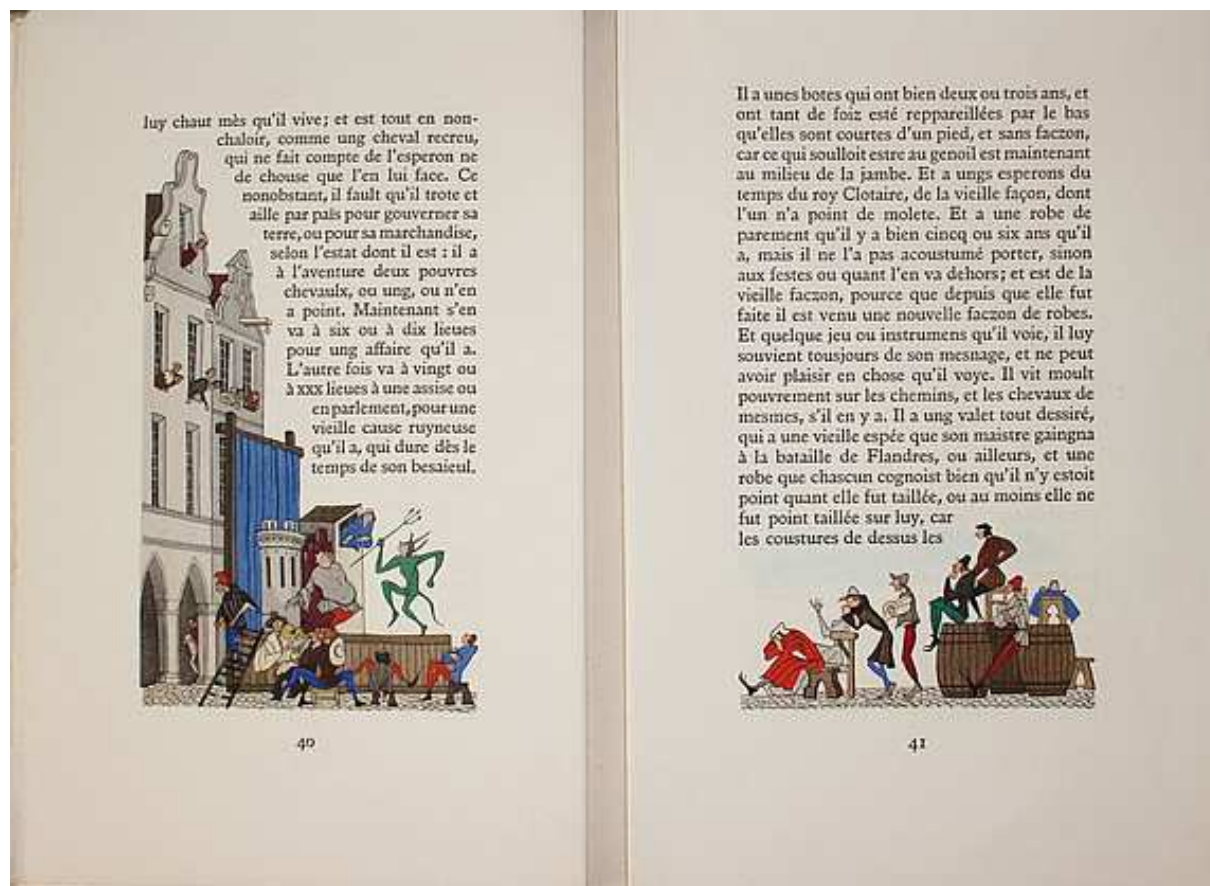 luy chaut mès qu'il vive; et est tout en non-
chaloir, comme ung cheval recreu,
qui ne fait compte de l'esperon ne
de chouse que l'en lui face. Ce
nonobstant, il fault qu'il trote et
aille par païs pour gouverner sa
terre, ou pour sa marchandise,
selon l'estat dont il est : il a
à l'aventure deux pouvres
chevaulx, ou ung, ou n'en
a point. Maintenant s'en
va à six ou à dix lieues
pour ung affaire qu'il a.
L'autre fois va à vingt ou
à xxx lieues à une assise ou
en parlement, pour une
vieille cause ruyneuse
qu'il a, qui dure dès le
temps de son besaieul.
40
Il a unes botes qui ont bien deux ou trois ans, et
ont tant de foiz esté reppareillées par le bas
qu'elles sont courtes d'un pied, et sans faczon,
car ce qui soulloit estre au genoil est maintenant
au milieu de la jambe. Et a ungs esperons du
temps du roy Clotaire, de la vieille façon, dont
l'un n'a point de molete. Et a une robe de
parement qu'il y a bien cincq ou six ans qu'il
a, mais il ne l'a pas acoustumé porter, sinon
aux festes ou quant l'en va dehors; et est de la
vieille faczon, pource que depuis que elle fut
faite il est venu une nouvelle faczon de robes.
Et quelque jeu ou instrumens qu'il voie, il luy
souvient tousjours de son mesnage, et ne peut
avoir plaisir en chose qu'il voye. Il vit moult
pouvrement sur les chemins, et les chevaux de
mesmes, s'il en y a. Il a ung valet tout dessiré,
qui a une vieille espée que son maistre gaingna
à la bataille de Flandres, ou ailleurs, et une
robe que chascun cognoist bien qu'il n'y estoit
point quant elle fut taillée, ou au moins elle ne
fut point taillée sur luy, car
les coustures de dessus les
41